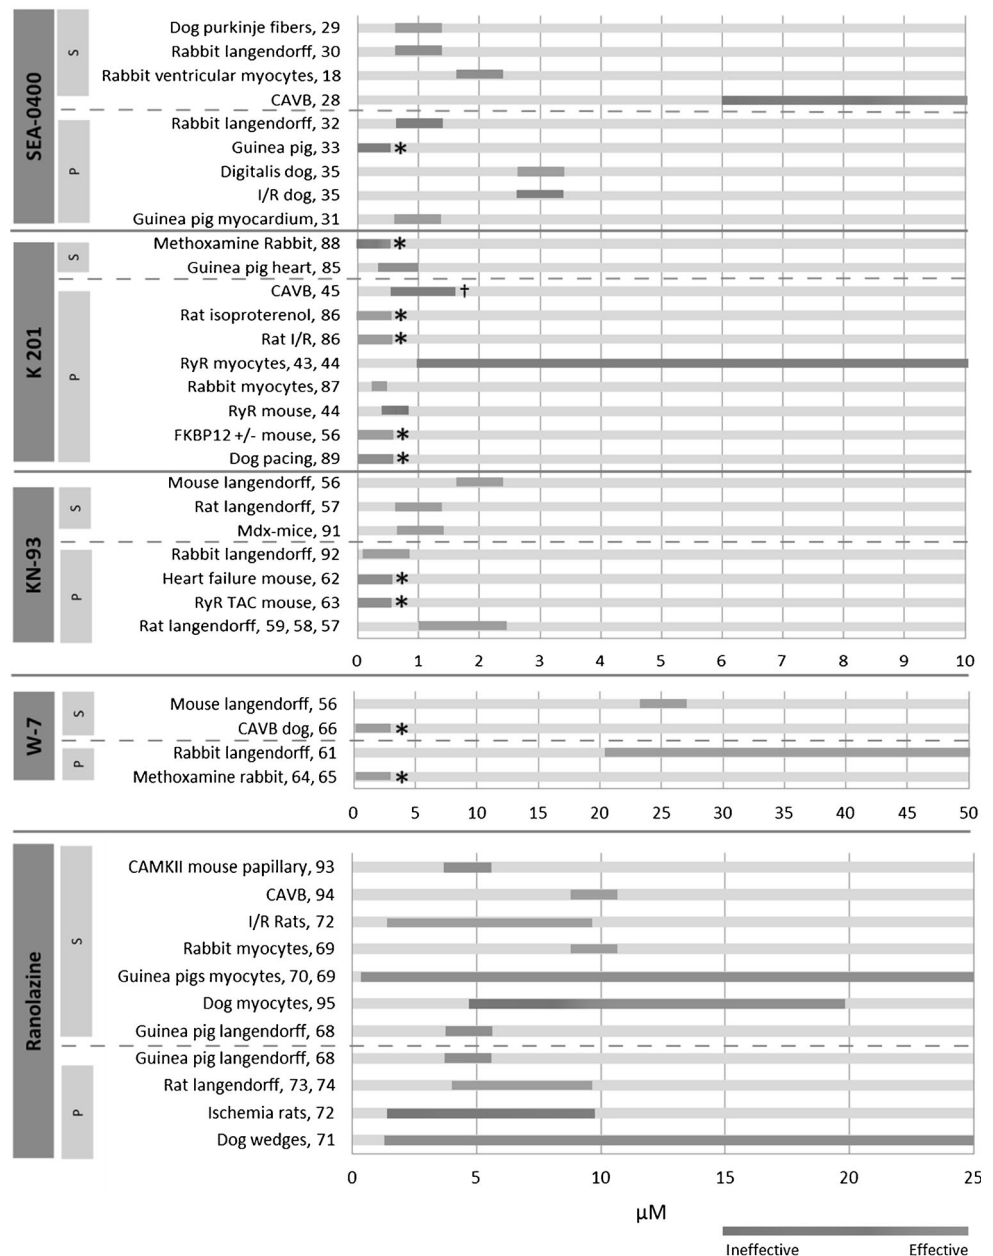 SEA-0400
S
Dog purkinje fibers, 29
Rabbit langendorff, 30
Rabbit ventricular myocytes, 18
CAVB, 28
P
Rabbit langendorff, 32
Guinea pig, 33 *
Digitalis dog, 35
I/R dog, 35
Guinea pig myocardium, 31
K 201
S
Methoxamine Rabbit, 88 *
Guinea pig heart, 85
P
CAVB, 45 †
Rat isoproterenol, 86 *
Rat I/R, 86 *
RyR myocytes, 43, 44
Rabbit myocytes, 87
RyR mouse, 44
FKBP12 +/- mouse, 56 *
Dog pacing, 89 *
KN-93
S
Mouse langendorff, 56
Rat langendorff, 57
Mdx-mice, 91
P
Rabbit langendorff, 92
Heart failure mouse, 62 *
RyR TAC mouse, 63 *
Rat langendorff, 59, 58, 57
0 1 2 3 4 5 6 7 8 9 10
W-7
S
Mouse langendorff, 56
CAVB dog, 66 *
P
Rabbit langendorff, 61
Methoxamine rabbit, 64, 65 *
0 5 10 15 20 25 30 35 40 45 50
Ranolazine
S
CAMKII mouse papillary, 93
CAVB, 94
I/R Rats, 72
Rabbit myocytes, 69
Guinea pigs myocytes, 70, 69
Dog myocytes, 95
Guinea pig langendorff, 68
P
Guinea pig langendorff, 68
Rat langendorff, 73, 74
Ischemia rats, 72
Dog wedges, 71
0 5 10 15 20 25
µM
Ineffective Effective